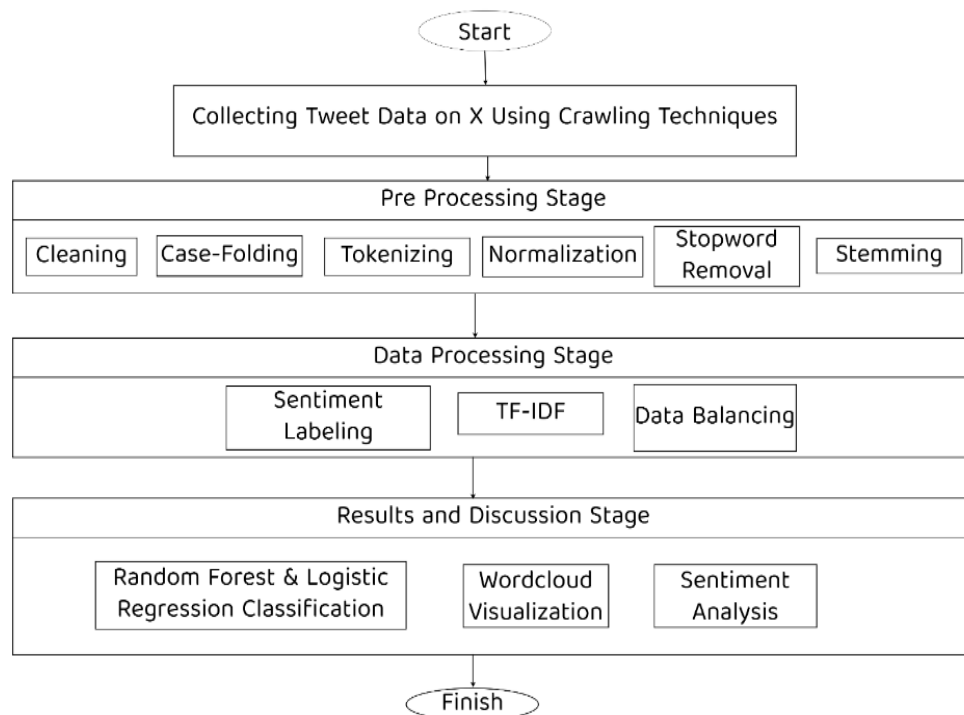 Start
Collecting Tweet Data on X Using Crawling Techniques
Pre Processing Stage
Cleaning
Case-Folding
Tokenizing
Normalization
Stopword
Removal
Stemming
Data Processing Stage
Sentiment
Labeling
TF-IDF
Data Balancing
Results and Discussion Stage
Random Forest & Logistic
Regression Classification
Wordcloud
Visualization
Sentiment
Analysis
Finish